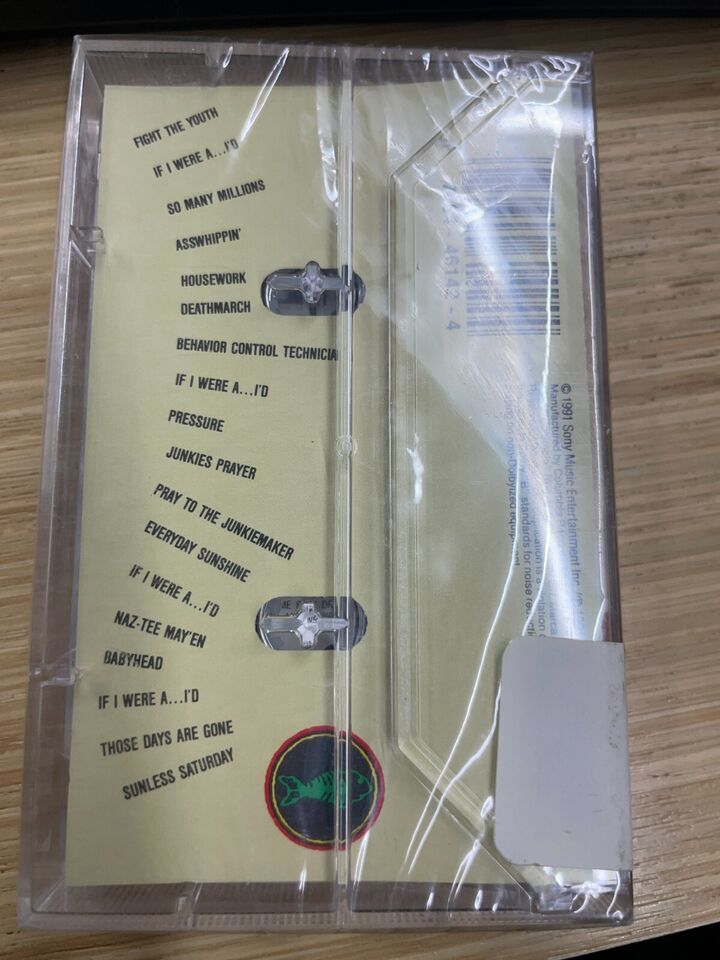 FIGHT THE YOUTH
IF I WERE A...I'D
SO MANY MILLIONS
ASSWHIPPIN'
HOUSEWORK
DEATHMARCH
BEHAVIOR CONTROL TECHNICIA
IF I WERE A...I'D
PRESSURE
JUNKIES PRAYER
PRAY TO THE JUNKIEMAKER
EVERYDAY SUNSHINE
IF I WERE A...I'D
NAZ-TEE MAY'EN
BABYHEAD
IF I WERE A...I'D
THOSE DAYS ARE GONE
SUNLESS SATURDAY
46142-4
© 1991 Sony Music Entertainment Inc.
Manufactured by Columbia
standards for noise